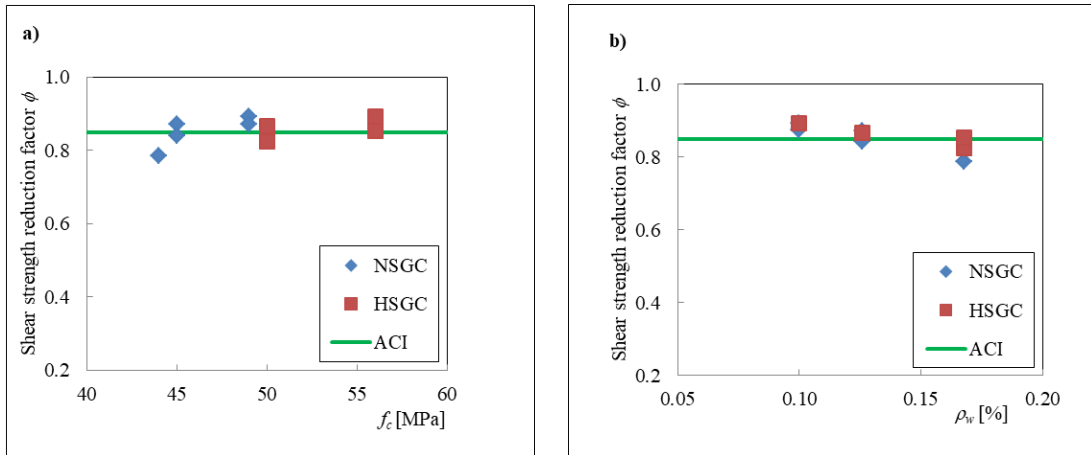 a)
Shear strength reduction factor ϕ
1.0
0.8
0.6
0.4
0.2
NSGC
HSGC
ACI
40
45
50
55
60
f_c [MPa]
b)
Shear strength reduction factor ϕ
1.0
0.8
0.6
0.4
0.2
NSGC
HSGC
ACI
0.05
0.10
0.15
0.20
ρ_w [%]